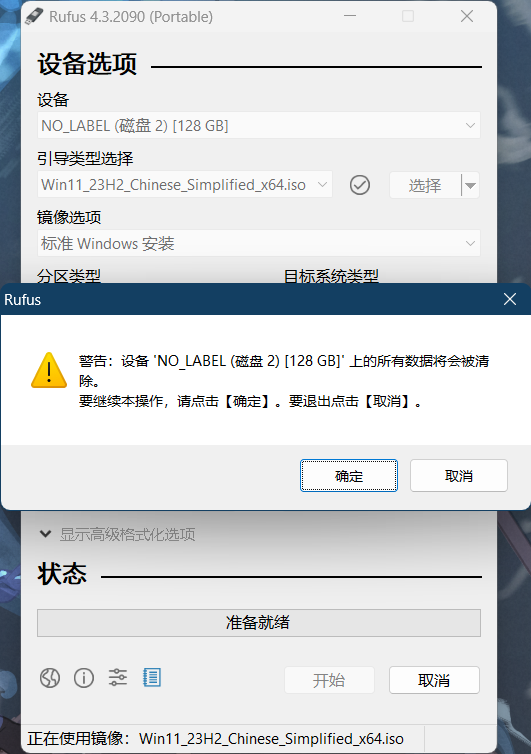 Rufus 4.3.2090 (Portable)
设备选项
设备
NO_LABEL (磁盘 2) [128 GB]
引导类型选择
Win11_23H2_Chinese_Simplified_x64.iso
选择
镜像选项
标准 Windows 安装
分区类型 目标系统类型
Rufus
警告：设备 'NO_LABEL (磁盘 2) [128 GB]' 上的所有数据将会被清
除。
要继续本操作，请点击【确定】。要退出点击【取消】。
确定 取消
显示高级格式化选项
状态
准备就绪
开始 取消
正在使用镜像：Win11_23H2_Chinese_Simplified_x64.iso